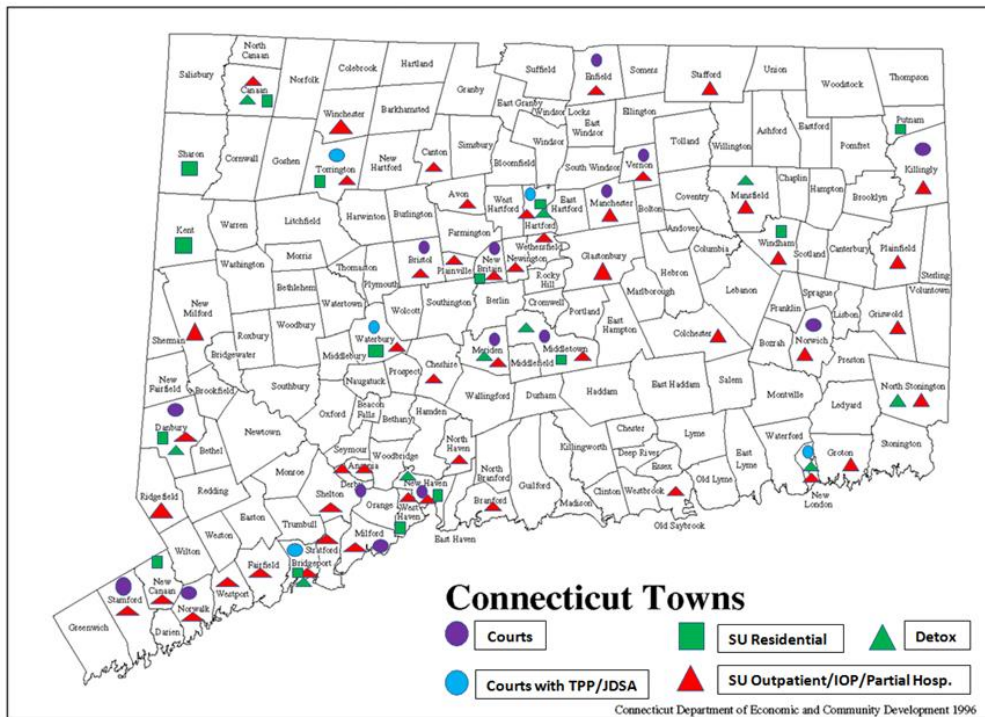 North Canaan
Salisbury
Canaan
Norfolk
Colebrook
Hartland
Granby
Suffield
East Granby
Windsor Locks
Enfield
Somers
Stafford
Union
Woodstock
Thompson
Putnam
Winchester
Barkhamsted
Simsbury
Windsor
East Windsor
Ellington
Tolland
Willington
Ashford
Eastford
Pomfret
Killingly
Sharon
Cornwall
Goshen
Torrington
New Hartford
Canton
Bloomfield
South Windsor
Vernon
Coventry
Mansfield
Chaplin
Hampton
Brooklyn
Avon
West Hartford
Hartford
East Hartford
Manchester
Bolton
Andover
Columbia
Windham
Scotland
Canterbury
Plainfield
Sterling
Kent
Warren
Litchfield
Harwinton
Burlington
Farmington
Wethersfield
Newington
Glastonbury
Hebron
Lebanon
Washington
Morris
Bethlehem
Thomaston
Plymouth
Bristol
Plainville
New Britain
Rocky Hill
Marlborough
Franklin
Sprague
Lisbon
Griswold
Voluntown
New Milford
Sherman
Roxbury
Woodbury
Watertown
Wolcott
Southington
Berlin
Cromwell
Portland
East Hampton
Colchester
Bozrah
Norwich
Preston
Bridgewater
Middlebury
Waterbury
Prospect
Cheshire
Meriden
Middlefield
Middletown
New Fairfield
Brookfield
Southbury
Naugatuck
Wallingford
Durham
Haddam
East Haddam
Salem
Montville
Ledyard
North Stonington
Danbury
Bethel
Newtown
Oxford
Beacon Falls
Bethany
Hamden
North Haven
Seymour
Woodbridge
Ansonia
Derby
New Haven
North Branford
Guilford
Killingworth
Chester
Deep River
Essex
Lyme
East Lyme
Waterford
Groton
Stonington
New London
Ridgefield
Redding
Monroe
Shelton
Orange
West Haven
East Haven
Branford
Madison
Clinton
Westbrook
Old Lyme
Old Saybrook
Easton
Trumbull
Stratford
Milford
Wilton
Weston
Fairfield
Bridgeport
Westport
New Canaan
Norwalk
Stamford
Darien
Greenwich
Connecticut Towns
Courts
SU Residential
Detox
Courts with TPP/JDSA
SU Outpatient/IOP/Partial Hosp.
Connecticut Department of Economic and Community Development 1996